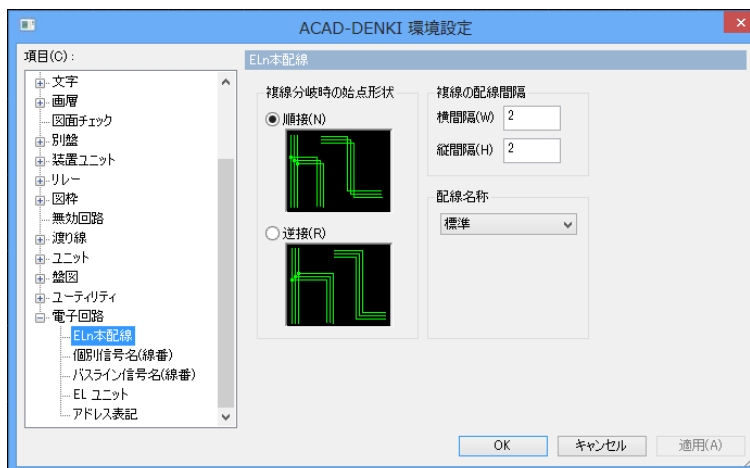 ACAD-DENKI 環境設定
項目(C) :
文字
画層
図面チェック
別盤
装置ユニット
リレー
図枠
無効回路
渡り線
ユニット
盤図
ユーティリティ
電子回路
ELn本配線
個別信号名(線番)
バスライン信号名(線番)
EL ユニット
アドレス表記
ELn本配線
複線分岐時の始点形状
順接(N)
逆接(R)
複線の配線間隔
横間隔(W) 2
縦間隔(H) 2
配線名称
標準
OK キャンセル 適用(A)